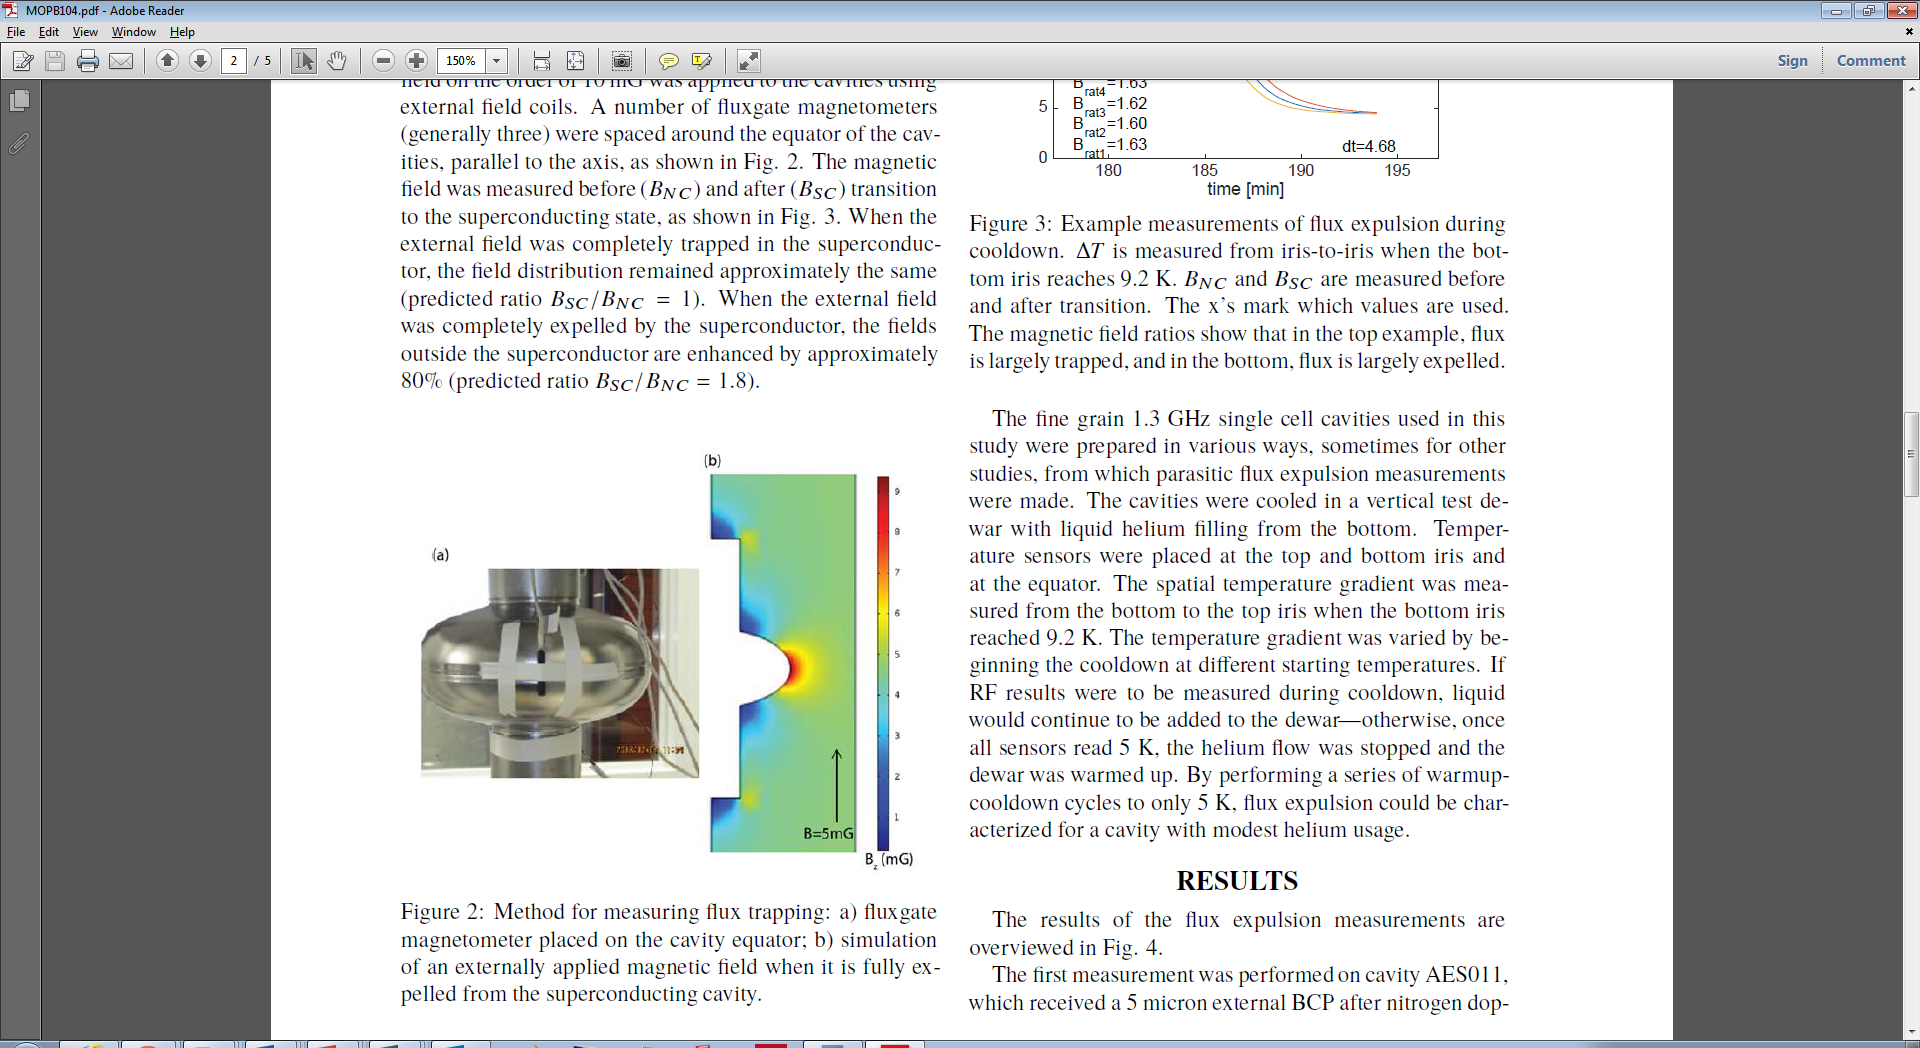 MOPB104.pdf - Adobe Reader
File Edit View Window Help
2 / 5 150% Sign Comment
field on the order of 10 mG was applied to the cavities using
external field coils. A number of fluxgate magnetometers
(generally three) were spaced around the equator of the cav-
ities, parallel to the axis, as shown in Fig. 2. The magnetic
field was measured before (BNC) and after (BSC) transition
to the superconducting state, as shown in Fig. 3. When the
external field was completely trapped in the superconduc-
tor, the field distribution remained approximately the same
(predicted ratio BSC/BNC = 1). When the external field
was completely expelled by the superconductor, the fields
outside the superconductor are enhanced by approximately
80% (predicted ratio BSC/BNC = 1.8).
(a)
(b)
9
8
7
6
5
4
3
2
1
B=5mG
Bz (mG)
Figure 2: Method for measuring flux trapping: a) fluxgate
magnetometer placed on the cavity equator; b) simulation
of an externally applied magnetic field when it is fully ex-
pelled from the superconducting cavity.
Brat4=1.63
5 Brat3=1.62
Brat2=1.60
Brat1=1.63
dt=4.68
0
180 185 190 195
time [min]
Figure 3: Example measurements of flux expulsion during
cooldown. ΔT is measured from iris-to-iris when the bot-
tom iris reaches 9.2 K. BNC and BSC are measured before
and after transition. The x's mark which values are used.
The magnetic field ratios show that in the top example, flux
is largely trapped, and in the bottom, flux is largely expelled.
The fine grain 1.3 GHz single cell cavities used in this
study were prepared in various ways, sometimes for other
studies, from which parasitic flux expulsion measurements
were made. The cavities were cooled in a vertical test de-
war with liquid helium filling from the bottom. Temper-
ature sensors were placed at the top and bottom iris and
at the equator. The spatial temperature gradient was mea-
sured from the bottom to the top iris when the bottom iris
reached 9.2 K. The temperature gradient was varied by be-
ginning the cooldown at different starting temperatures. If
RF results were to be measured during cooldown, liquid
would continue to be added to the dewar—otherwise, once
all sensors read 5 K, the helium flow was stopped and the
dewar was warmed up. By performing a series of warmup-
cooldown cycles to only 5 K, flux expulsion could be char-
acterized for a cavity with modest helium usage.
RESULTS
The results of the flux expulsion measurements are
overviewed in Fig. 4.
The first measurement was performed on cavity AES011,
which received a 5 micron external BCP after nitrogen dop-